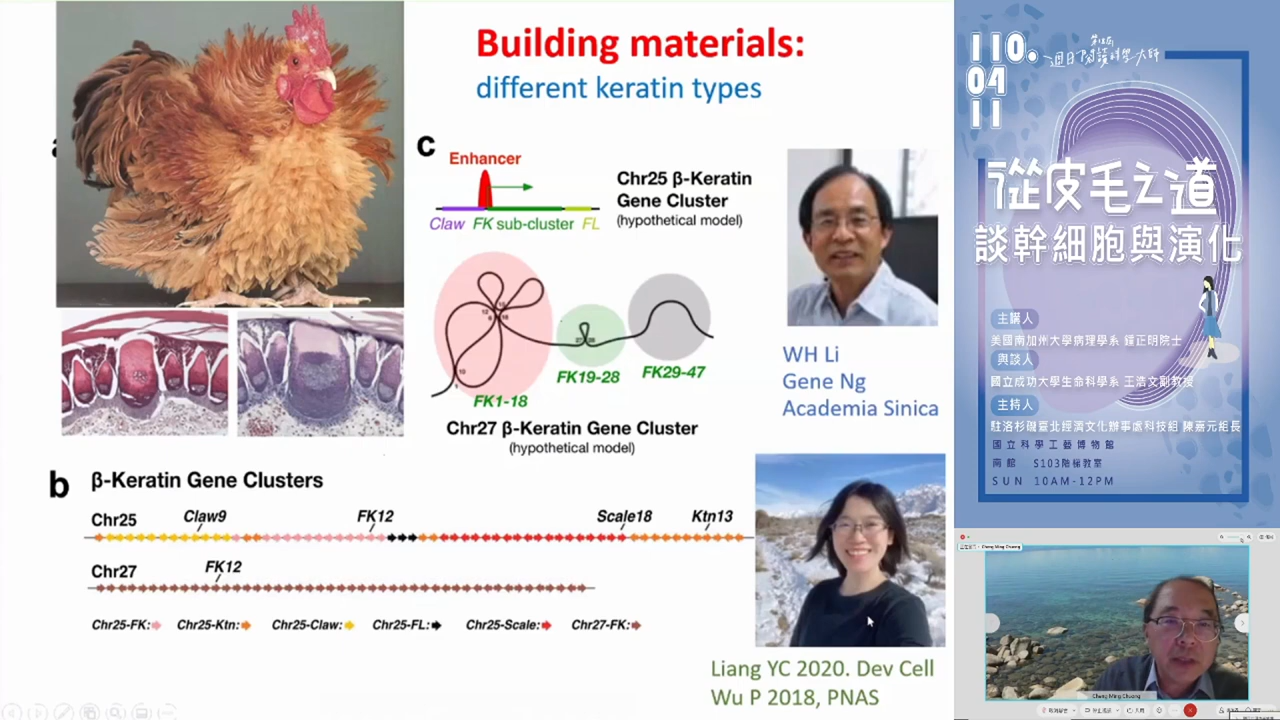 Building materials:
different keratin types
c
Enhancer
Claw FK sub-cluster FL
Chr25 β-Keratin
Gene Cluster
(hypothetical model)
FK1-18
FK19-28
FK29-47
Chr27 β-Keratin Gene Cluster
(hypothetical model)
WH Li
Gene Ng
Academia Sinica
b
β-Keratin Gene Clusters
Chr25
Claw9
FK12
Scale18
Ktn13
Chr27
FK12
Chr25-FK:
Chr25-Ktn:
Chr25-Claw:
Chr25-FL:
Chr25-Scale:
Chr27-FK:
Liang YC 2020. Dev Cell
Wu P 2018, PNAS
110.
04
11
週日閱讀科學大師
從皮毛之道
談幹細胞與演化
主講人
美國南加州大學病理學系 鍾正明院士
與談人
國立成功大學生命科學系 王浩文副教授
主持人
駐洛杉磯臺北經濟文化辦事處科技組 陳嘉元組長
國立科學工藝博物館
南館 S103階梯教室
SUN 10AM-12PM
Cheng Ming Chuong